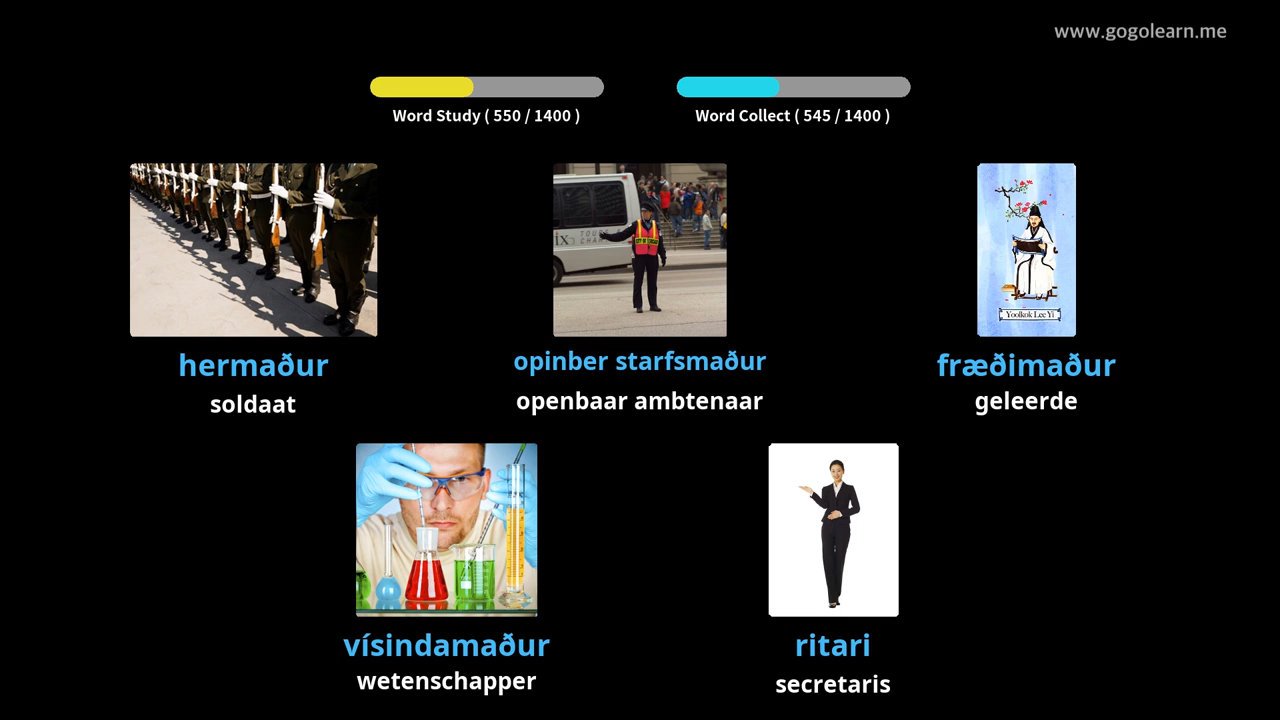 www.gogolearn.me
Word Study ( 550 / 1400 )
Word Collect ( 545 / 1400 )
Yoolkok Lee Yi
hermaður
opinber starfsmaður
fræðimaður
soldaat
openbaar ambtenaar
geleerde
vísindamaður
ritari
wetenschapper
secretaris